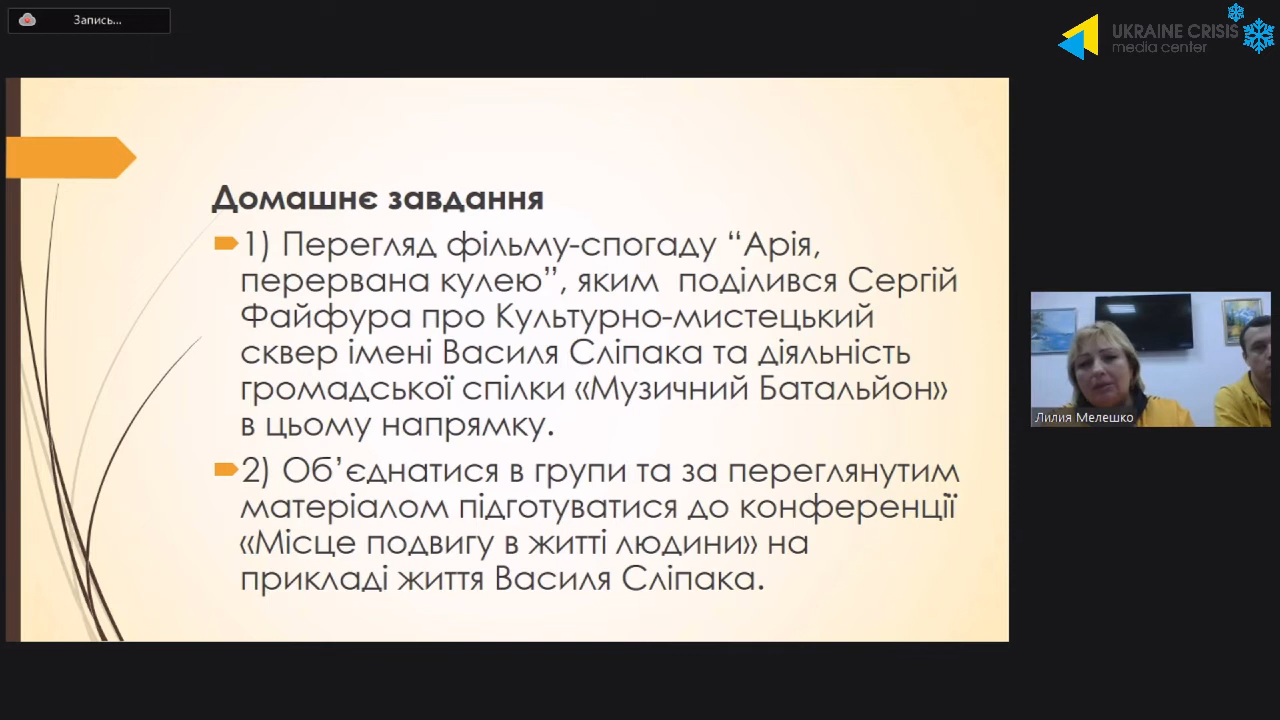 Запись...
UKRAINE CRISIS
media center
Домашнє завдання
1) Перегляд фільму-спогаду “Арія,
перервана кулею”, яким поділився Сергій
Файфура про Культурно-мистецький
сквер імені Василя Сліпака та діяльність
громадської спілки «Музичний Батальйон»
в цьому напрямку.
2) Об’єднатися в групи та за переглянутим
матеріалом підготуватися до конференції
«Місце подвигу в житті людини» на
прикладі життя Василя Сліпака.
Лилия Мелешко